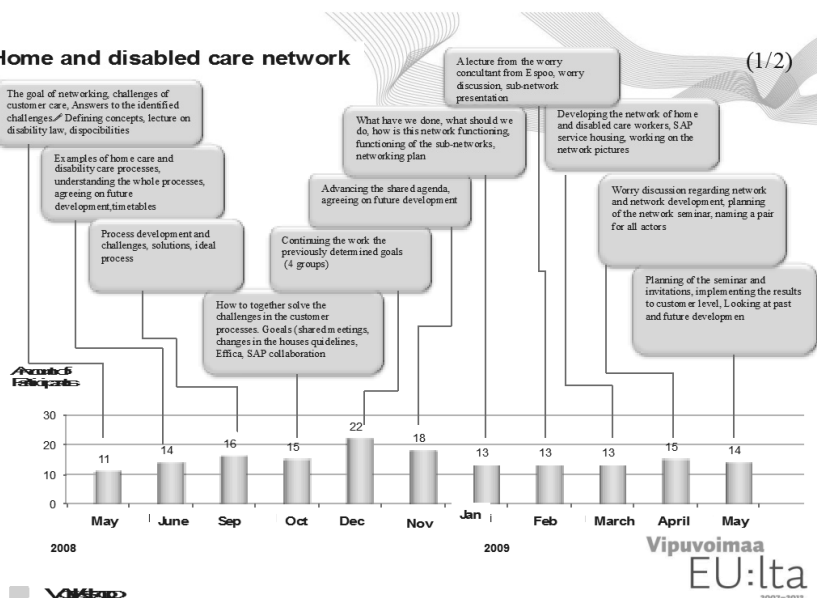 Home and disabled care network
(1/2)
The goal of networking, challenges of
customer care, Answers to the identified
challenges. Defining concepts, lecture on
disability law, dispocibilities
Examples of home care and
disability care processes,
understanding the whole processes,
agreeing on future
development,timetables
Process development and
challenges, solutions, ideal
process
How to together solve the
challenges in the customer
processes. Goeals (shared meetings,
changes in the houses quidelines,
Effica, SAP collaboration
Continuing the work the
previously determined goals
(4 groups)
Advancing the shared agenda,
agreeing on future development
What have we done, what should we
do, how is this network functioning,
functioning of the sub-networks,
networking plan
A lecture from the worry
concultant from Espoo, worry
discussion, sub-network
presentation
Developing the network of home
and disabled care workers, SAP
service housing, working on the
network pictures
Worry discussion regarding network
and network development, planning
of the network seminar, naming a pair
for all actors
Planning of the seminar and
invitations, implementing the results
to customer level, Looking at past
and future developmen
Participants
30
20
10
0
11
14
16
15
22
18
13
13
13
15
14
May
June
Sep
Oct
Dec
Nov
Jan
Feb
March
April
May
2008
2009
Vipuvoimaa
EU:lta
2007-2013